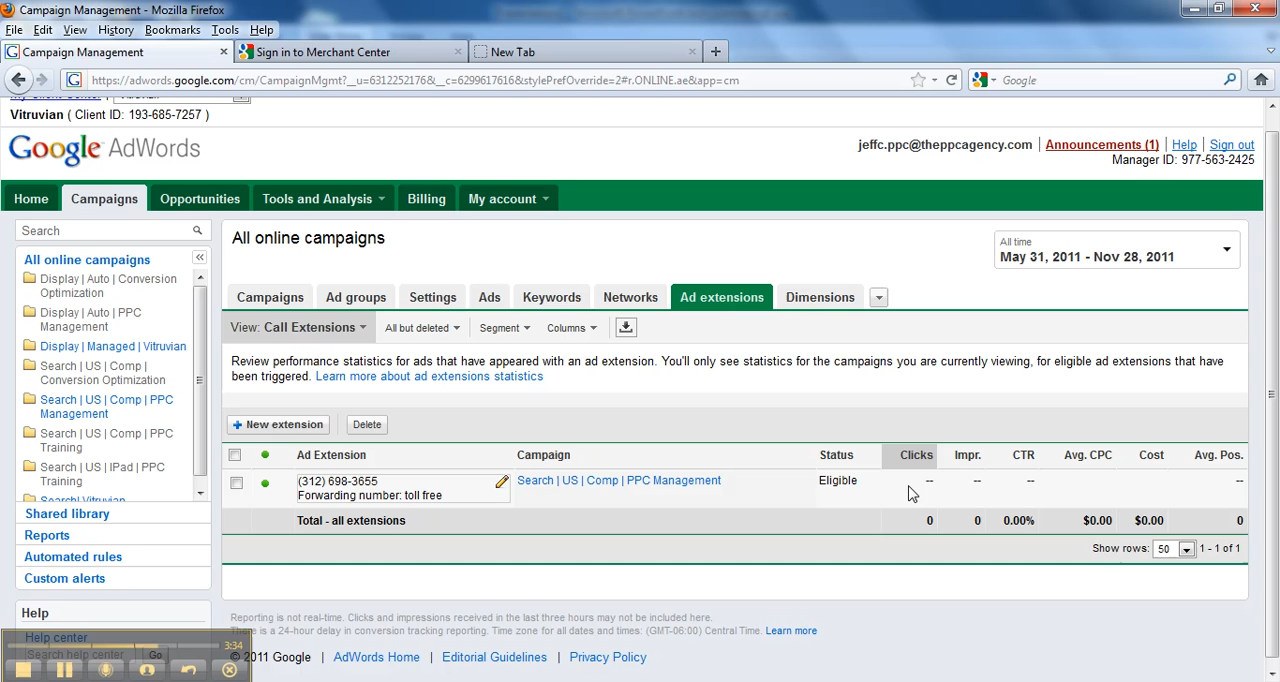 Campaign Management - Mozilla Firefox
File Edit View History Bookmarks Tools Help
Campaign Management Sign in to Merchant Center New Tab
https://adwords.google.com/cm/CampaignMgmt?__u=6312252176&__c=6299617616&stylePrefOverride=2#r.ONLINE.ae&app=cm Google
Vitruvian ( Client ID: 193-685-7257 )
Google AdWords
jeffc.ppc@theppcagency.com Announcements (1) Help Sign out
Manager ID: 977-563-2425
Home Campaigns Opportunities Tools and Analysis Billing My account
Search
All online campaigns
Display | Auto | Conversion
Optimization
Display | Auto | PPC
Management
Display | Managed | Vitruvian
Search | US | Comp |
Conversion Optimization
Search | US | Comp | PPC
Management
Search | US | Comp | PPC
Training
Search | US | IPad | PPC
Training
Search| Vitruvian
Shared library
Reports
Automated rules
Custom alerts
Help
Help center
Search help center Go
3:34
All online campaigns
All time
May 31, 2011 - Nov 28, 2011
Campaigns Ad groups Settings Ads Keywords Networks Ad extensions Dimensions
View: Call Extensions All but deleted Segment Columns
Review performance statistics for ads that have appeared with an ad extension. You'll only see statistics for the campaigns you are currently viewing, for eligible ad extensions that have
been triggered. Learn more about ad extensions statistics
New extension Delete
Ad Extension Campaign Status Clicks Impr. CTR Avg. CPC Cost Avg. Pos.
(312) 698-3655 Search | US | Comp | PPC Management Eligible -- -- -- --
Forwarding number: toll free
Total - all extensions 0 0 0.00% $0.00 $0.00 0
Show rows: 50 1 - 1 of 1
Reporting is not real-time. Clicks and impressions received in the last three hours may not be included here.
There is a 24-hour delay in conversion tracking reporting. Time zone for all dates and times: (GMT-06:00) Central Time. Learn more
© 2011 Google | AdWords Home | Editorial Guidelines | Privacy Policy